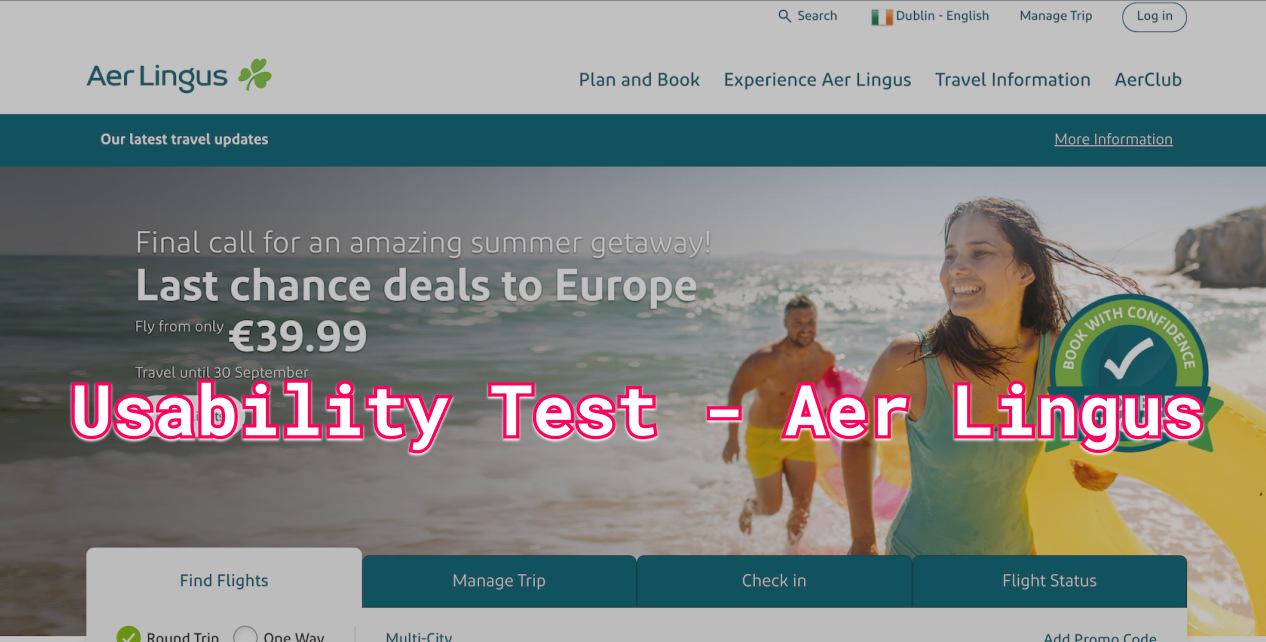 Search
Dublin - English
Manage Trip
Log in
Aer Lingus
Plan and Book
Experience Aer Lingus
Travel Information
AerClub
Our latest travel updates
More Information
Final call for an amazing summer getaway!
Last chance deals to Europe
Fly from only €39.99
Travel until 30 September
BOOK WITH CONFIDENCE
Usability Test - Aer Lingus
Find Flights
Manage Trip
Check in
Flight Status
Round Trip
One Way
Multi-City
Add Promo Code